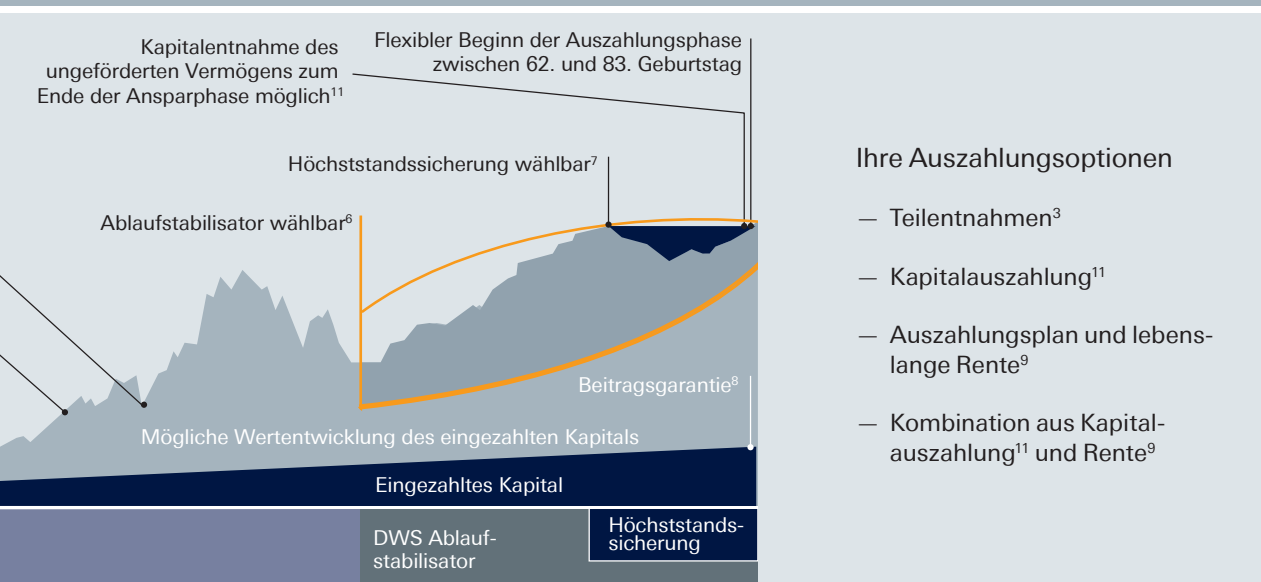 Kapitalentnahme des
ungeförderten Vermögens zum
Ende der Ansparphase möglich¹¹
Flexibler Beginn der Auszahlungsphase
zwischen 62. und 83. Geburtstag
Höchststandssicherung wählbar⁷
Ablaufstabilisator wählbar⁶
Beitragsgarantie⁸
Mögliche Wertentwicklung des eingezahlten Kapitals
Eingezahltes Kapital
DWS Ablauf-
stabilisator
Höchststands-
sicherung
Ihre Auszahlungsoptionen
— Teilentnahmen³
— Kapitalauszahlung¹¹
— Auszahlungsplan und lebens-
lange Rente⁹
— Kombination aus Kapital-
auszahlung¹¹ und Rente⁹